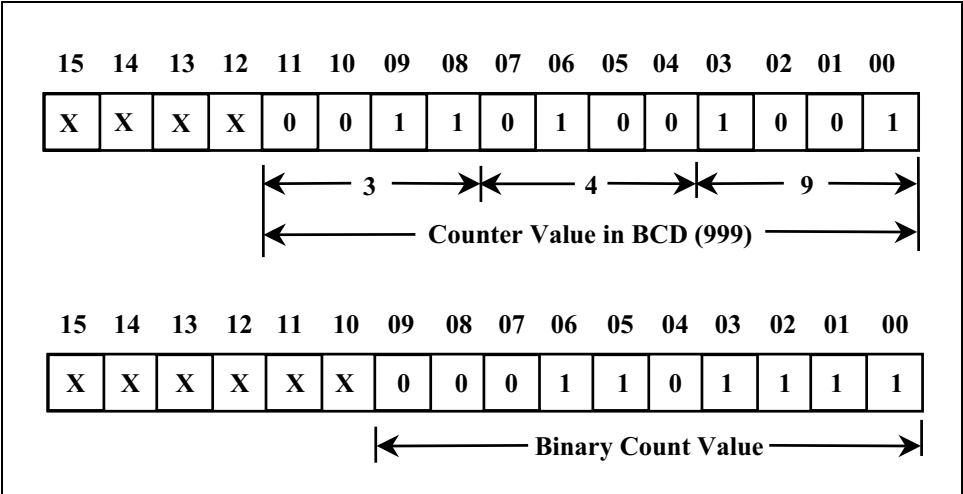 15 14 13 12 11 10 09 08 07 06 05 04 03 02 01 00
X X X X 0 0 1 1 0 1 0 0 1 0 0 1
3 4 9
Counter Value in BCD (999)
15 14 13 12 11 10 09 08 07 06 05 04 03 02 01 00
X X X X X X 0 0 0 1 1 0 1 1 1 1
Binary Count Value